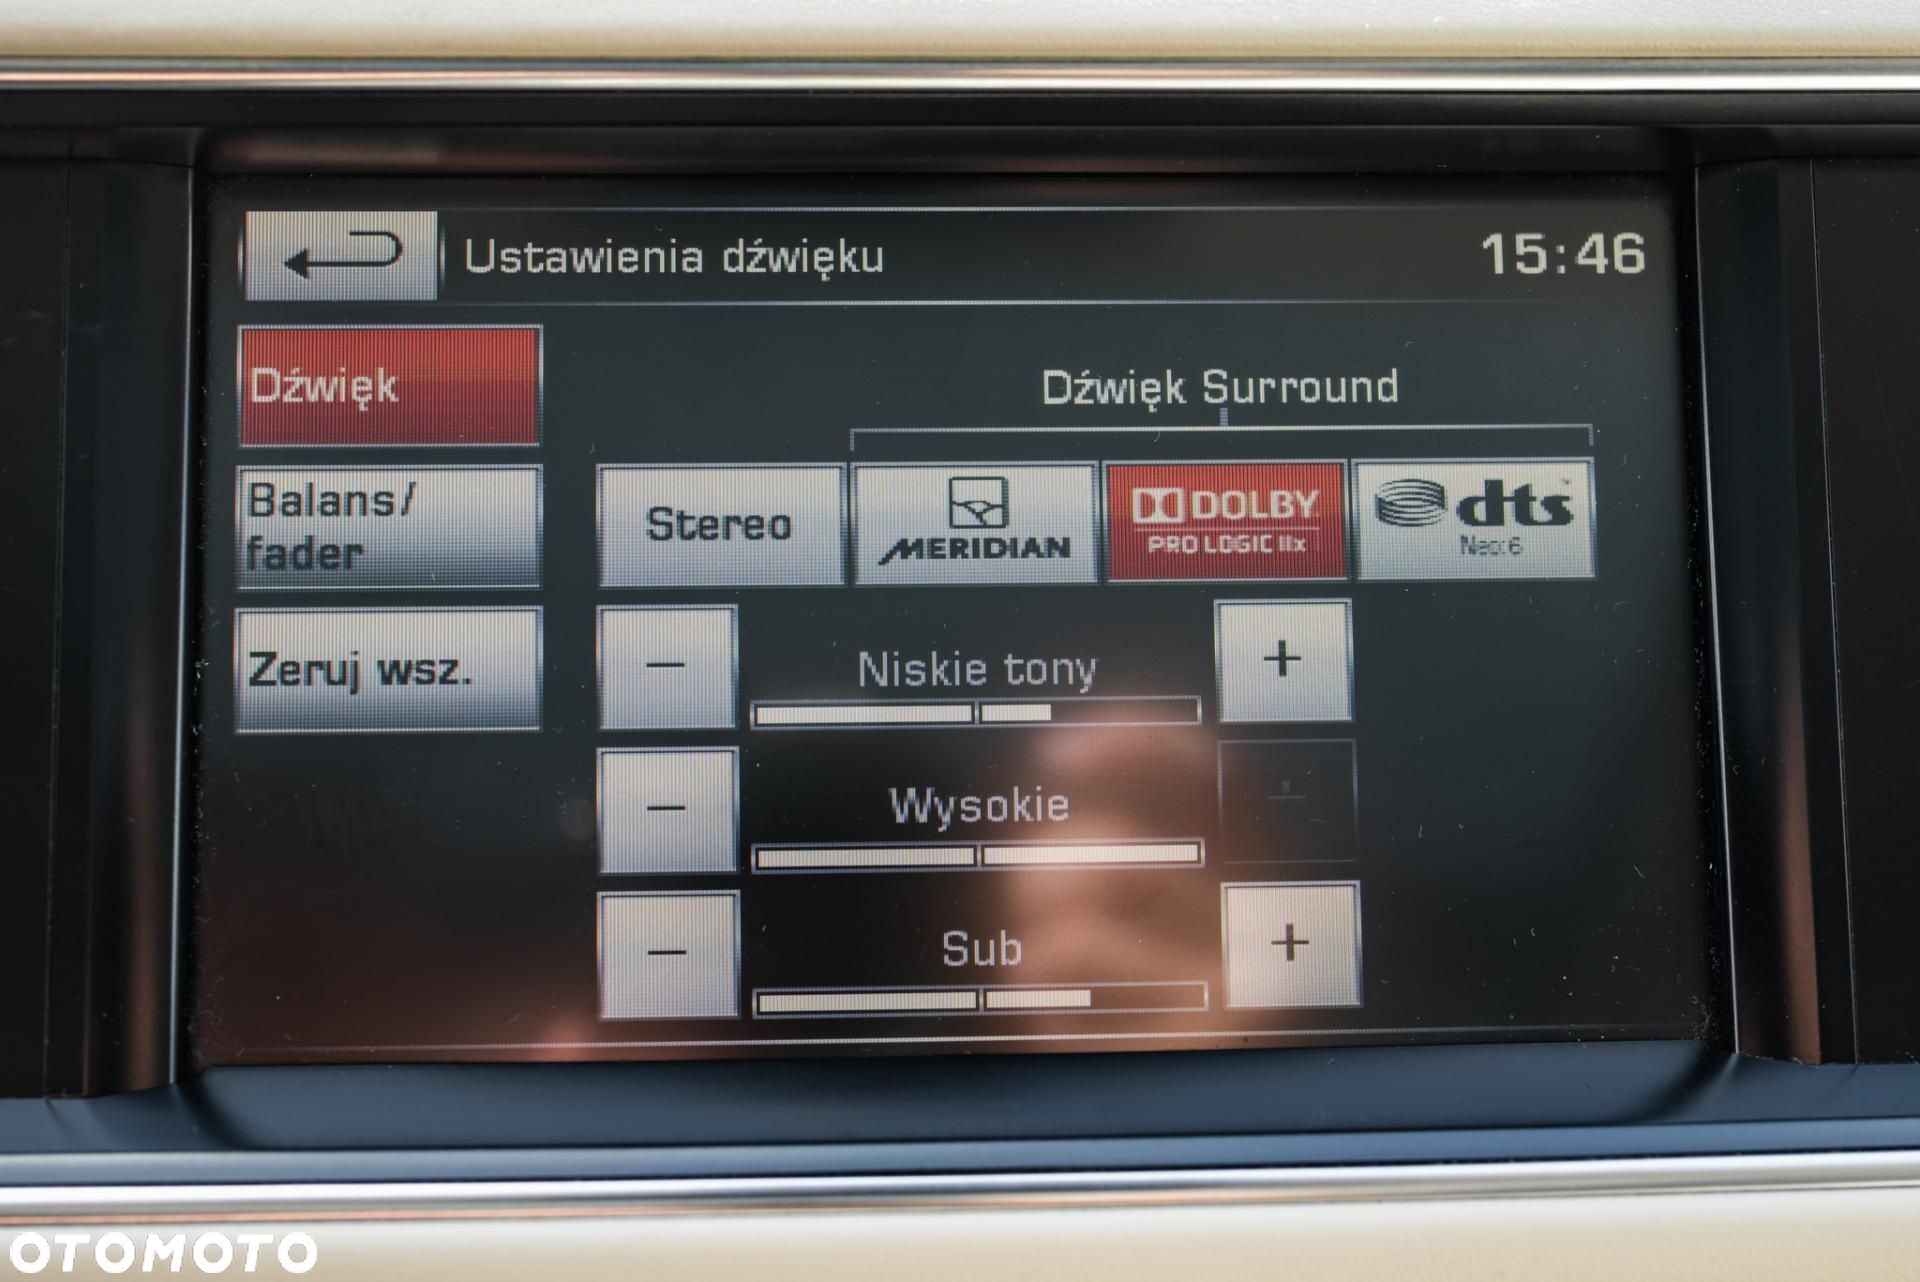 Ustawienia dźwięku
15:46
Dźwięk
Dźwięk Surround
Balans/
fader
Stereo
MERIDIAN
DOLBY
PRO LOGIC IIx
dts
Neo:6
Zeruj wsz.
−
Niskie tony
+
−
Wysokie
+
−
Sub
+
OTOMOTO